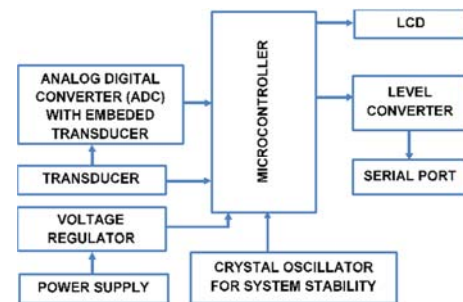 LCD
ANALOG DIGITAL
CONVERTER (ADC)
WITH EMBEDED
TRANSDUCER
MICROCONTROLLER
LEVEL
CONVERTER
TRANSDUCER
SERIAL PORT
VOLTAGE
REGULATOR
POWER SUPPLY
CRYSTAL OSCILLATOR
FOR SYSTEM STABILITY